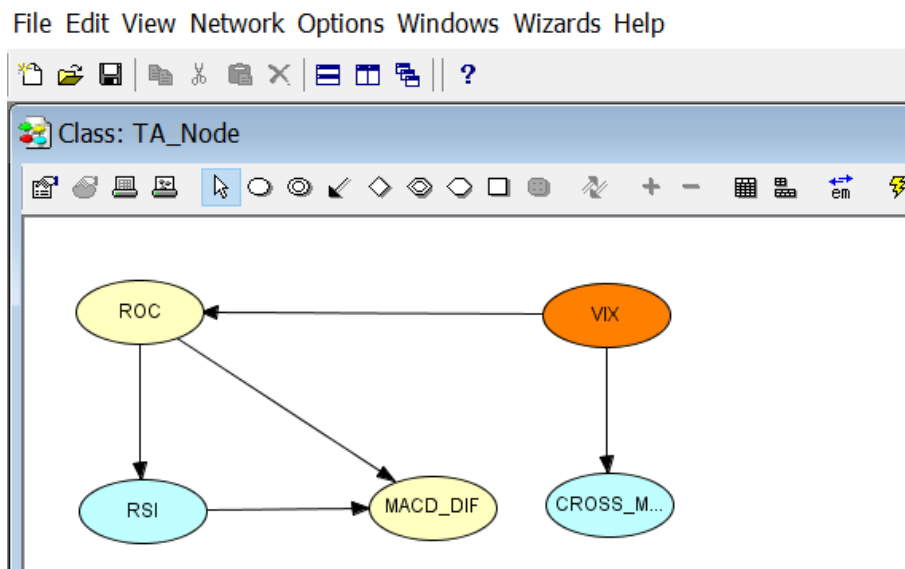 File Edit View Network Options Windows Wizards Help
?
Class: TA_Node
em
ROC
VIX
RSI
MACD_DIF
CROSS_M...